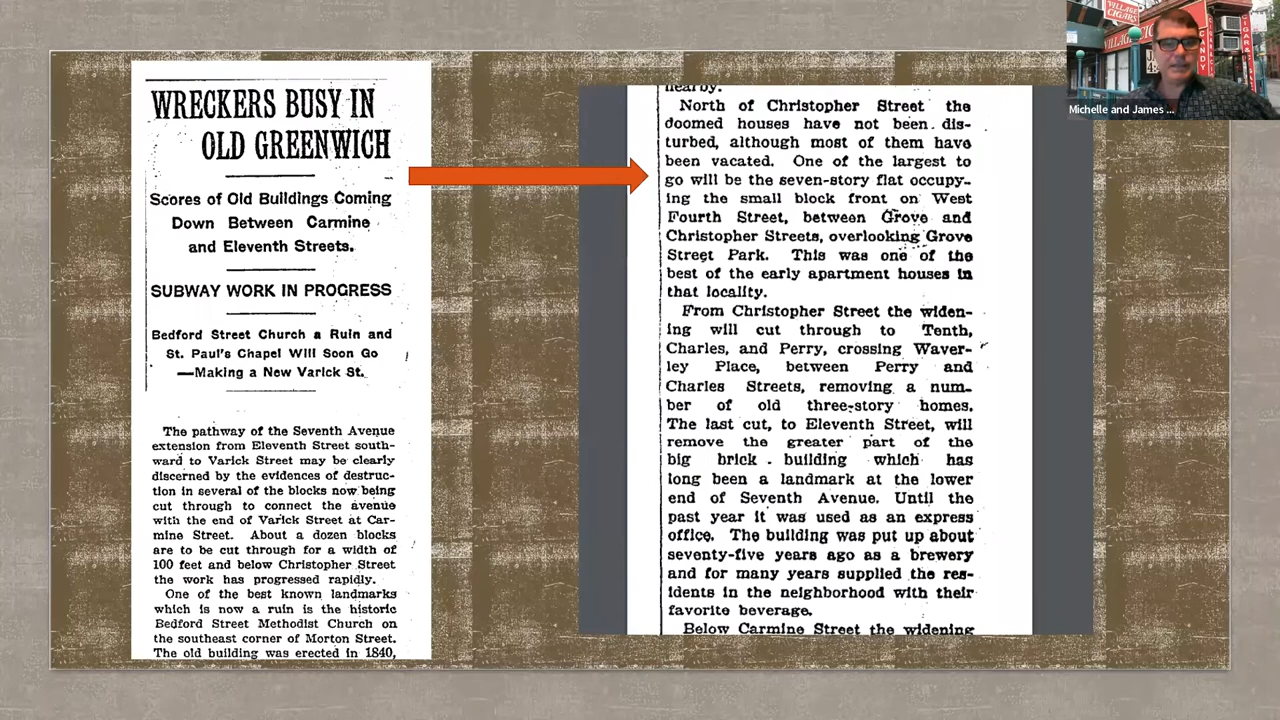 WRECKERS BUSY IN
OLD GREENWICH
Scores of Old Buildings Coming
Down Between Carmine
and Eleventh Streets.
SUBWAY WORK IN PROGRESS
Bedford Street Church a Ruin and
St. Paul's Chapel Will Soon Go
—Making a New Varick St.
The pathway of the Seventh Avenue
extension from Eleventh Street south-
ward to Varick Street may be clearly
discerned by the evidences of destruc-
tion in several of the blocks now being
cut through to connect the avenue
with the end of Varick Street at Car-
mine Street. About a dozen blocks
are to be cut through for a width of
100 feet and below Christopher Street
the work has progressed rapidly.
One of the best known landmarks
which is now a ruin is the historic
Bedford Street Methodist Church on
the southeast corner of Morton Street.
The old building was erected in 1840,
nearby.
North of Christopher Street the
doomed houses have not been dis-
turbed, although most of them have
been vacated. One of the largest to
go will be the seven-story flat occupy-
ing the small block front on West
Fourth Street, between Grove and
Christopher Streets, overlooking Grove
Street Park. This was one of the
best of the early apartment houses in
that locality.
From Christopher Street the widen-
ing will cut through to Tenth,
Charles, and Perry, crossing Waver-
ley Place, between Perry and
Charles Streets, removing a num-
ber of old three-story homes.
The last cut, to Eleventh Street, will
remove the greater part of the
big brick building which has
long been a landmark at the lower
end of Seventh Avenue. Until the
past year it was used as an express
office. The building was put up about
seventy-five years ago as a brewery
and for many years supplied the res-
idents in the neighborhood with their
favorite beverage.
Below Carmine Street the widening
VILLAGE
CIGARS
Michelle and James ...